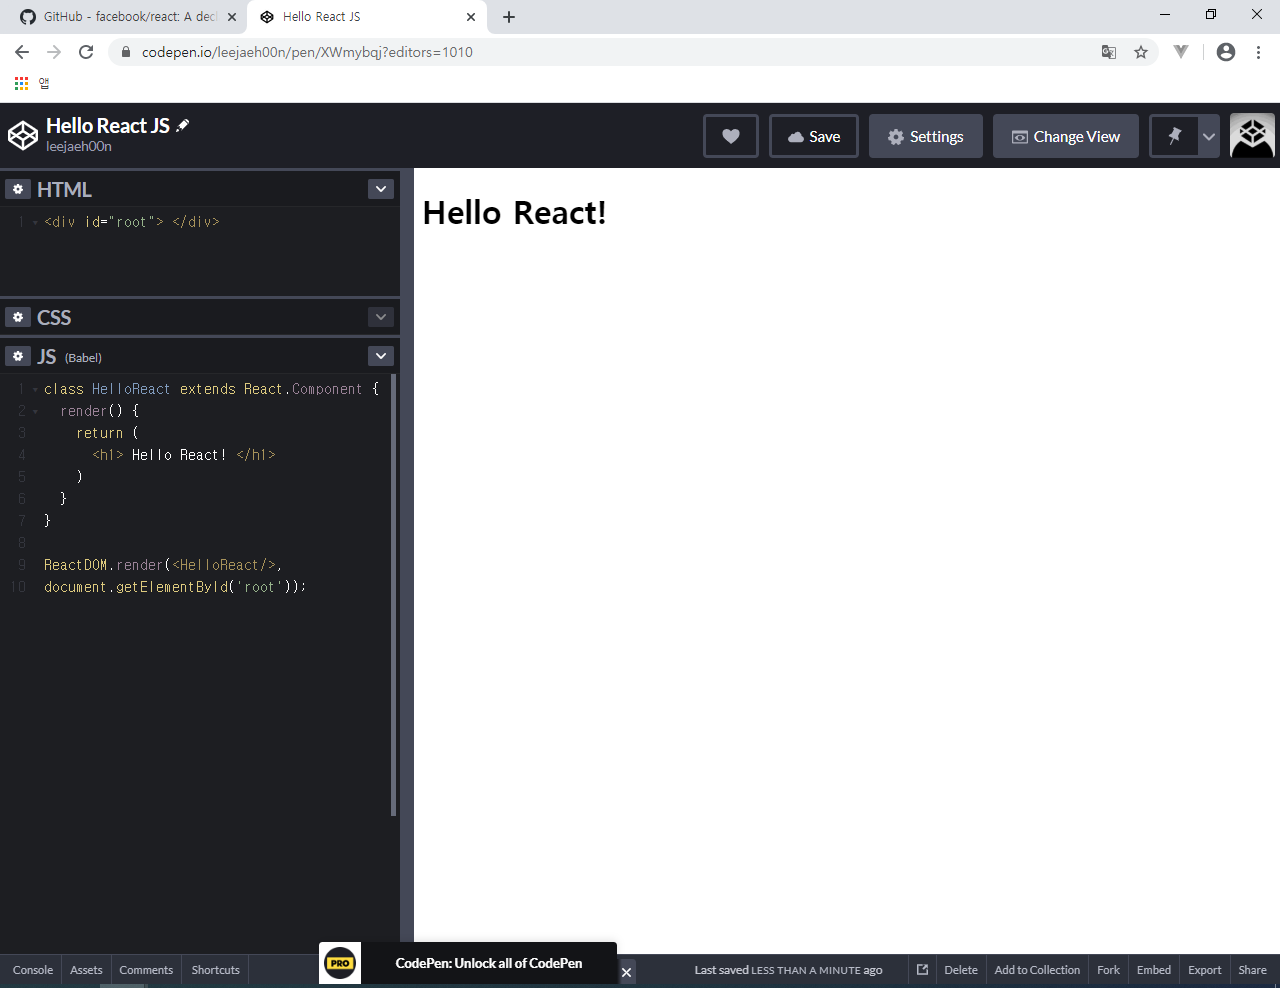 GitHub - facebook/react: A decl
Hello React JS
codepen.io/leejaeh00n/pen/XWmybqj?editors=1010
앱
Hello React JS
leejaeh00n
Save
Settings
Change View
HTML
1 <div id="root"> </div>
CSS
JS (Babel)
1 class HelloReact extends React.Component {
2 render() {
3 return (
4 <h1> Hello React! </h1>
5 )
6 }
7 }
8
9 ReactDOM.render(<HelloReact/>,
10 document.getElementById('root'));
Hello React!
Console
Assets
Comments
Shortcuts
PRO
CodePen: Unlock all of CodePen
Last saved LESS THAN A MINUTE ago
Delete
Add to Collection
Fork
Embed
Export
Share